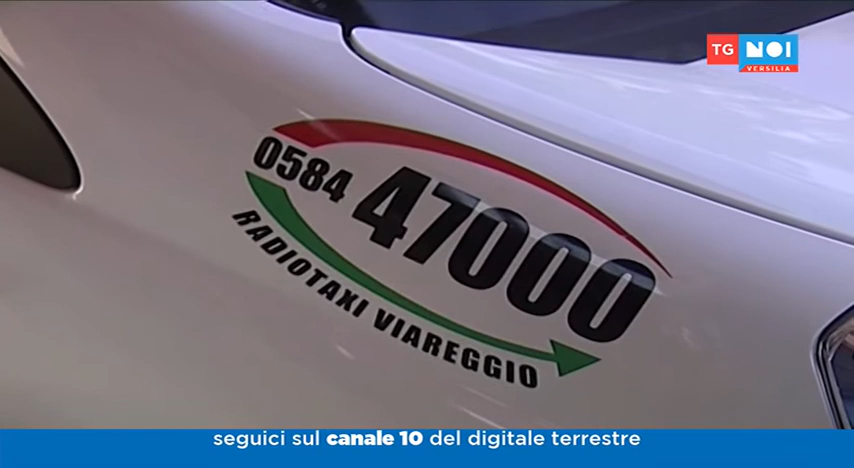 TG NOI
VERSILIA
0584 47000
RADIOTAXI VIAREGGIO
seguici sul canale 10 del digitale terrestre